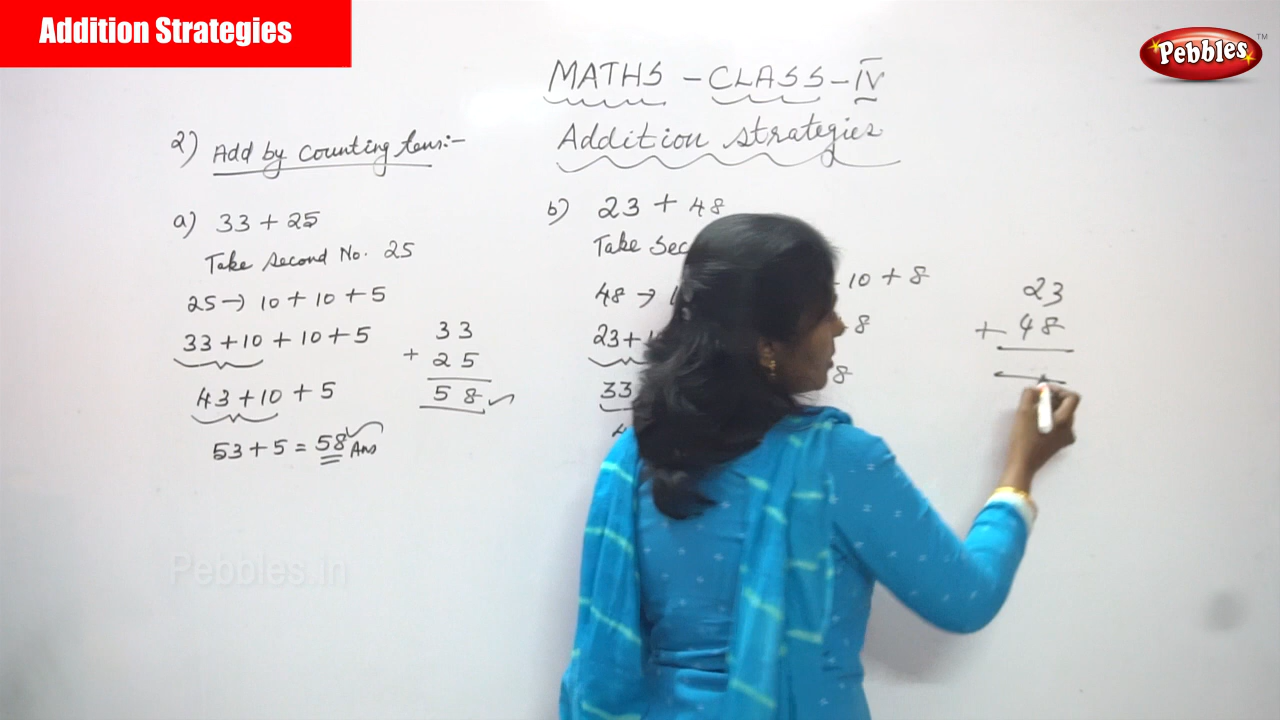 Addition Strategies
Pebbles TM
MATHS - CLASS - IV
Addition strategies
2) Add by counting tens:-
a) 33 + 25
Take second No. 25
25 → 10 + 10 + 5
33 + 10 + 10 + 5
43 + 10 + 5
53 + 5 = 58 Ans
33
+ 25
58
b) 23 + 48
Take
48 →
10 + 8
23 +
8
33
8
23
+ 48
Pebbles.in